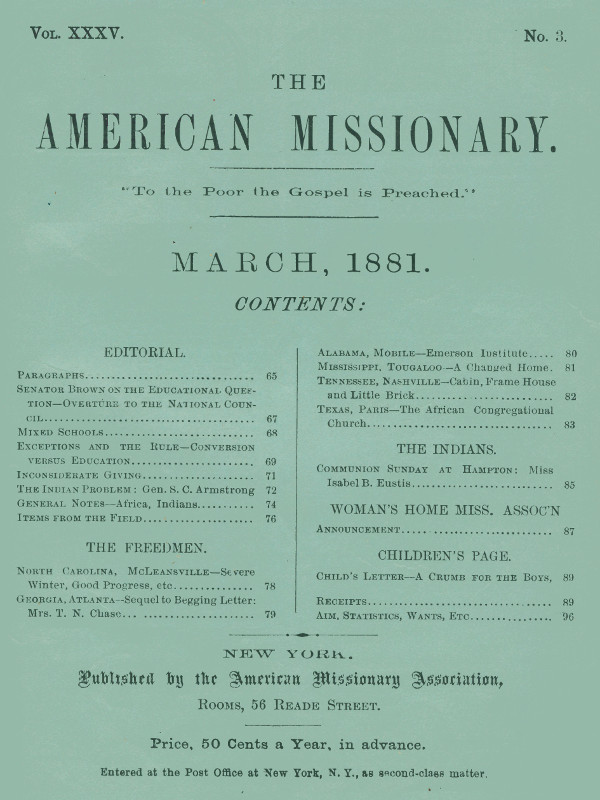 Vol. XXXV.
No. 3.
THE
AMERICAN MISSIONARY.
“To the Poor the Gospel is Preached.”
MARCH, 1881.
CONTENTS:
EDITORIAL.
Paragraphs 65
Senator Brown on the Educational Ques-
tion—Overture to the National Coun-
cil 67
Mixed Schools 68
Exceptions and the Rule—Conversion
versus Education 69
Inconsiderate Giving 71
The Indian Problem: Gen. S. C. Armstrong 72
General Notes—Africa, Indians 74
Items from the Field 76
THE FREEDMEN.
North Carolina, McLeansville—Severe
Winter, Good Progress, etc 78
Georgia, Atlanta—Sequel to Begging Letter:
Mrs. T. N. Chase 79
Alabama, Mobile—Emerson Institute 80
Mississippi, Tougaloo—A Changed Home. 81
Tennessee, Nashville—Cabin, Frame House
and Little Brick 82
Texas, Paris—The African Congregational
Church 83
THE INDIANS.
Communion Sunday at Hampton: Miss
Isabel B. Eustis 85
WOMAN'S HOME MISS. ASSOC'N
Announcement 87
CHILDREN'S PAGE.
Child's Letter—A Crumb for the Boys, 89
Receipts 89
Aim, Statistics, Wants, Etc 96
NEW YORK.
Published by the American Missionary Association,
Rooms, 56 Reade Street.
Price, 50 Cents a Year, in advance.
Entered at the Post Office at New York, N. Y., as second-class matter.